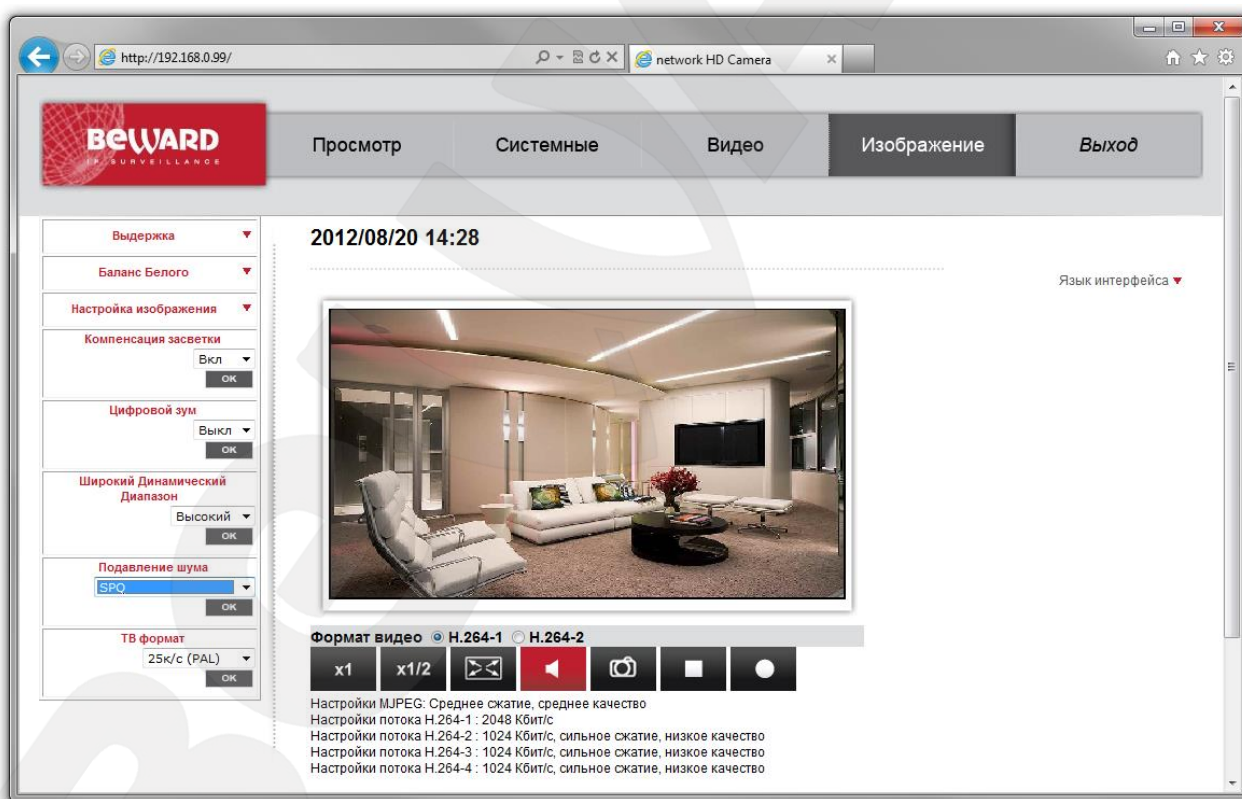 http://192.168.0.99/
network HD Camera
BEWARD
IP SURVEILLANCE
Просмотр
Системные
Видео
Изображение
Выход
Выдержка
Баланс Белого
Настройка изображения
Компенсация засветки
Вкл
OK
Цифровой зум
Выкл
OK
Широкий Динамический
Диапазон
Высокий
OK
Подавление шума
SPQ
OK
ТВ формат
25к/с (PAL)
OK
2012/08/20 14:28
Язык интерфейса
Формат видео H.264-1 H.264-2
x1 x1/2
Настройки MJPEG: Среднее сжатие, среднее качество
Настройки потока H.264-1 : 2048 Кбит/с
Настройки потока H.264-2 : 1024 Кбит/с, сильное сжатие, низкое качество
Настройки потока H.264-3 : 1024 Кбит/с, сильное сжатие, низкое качество
Настройки потока H.264-4 : 1024 Кбит/с, сильное сжатие, низкое качество